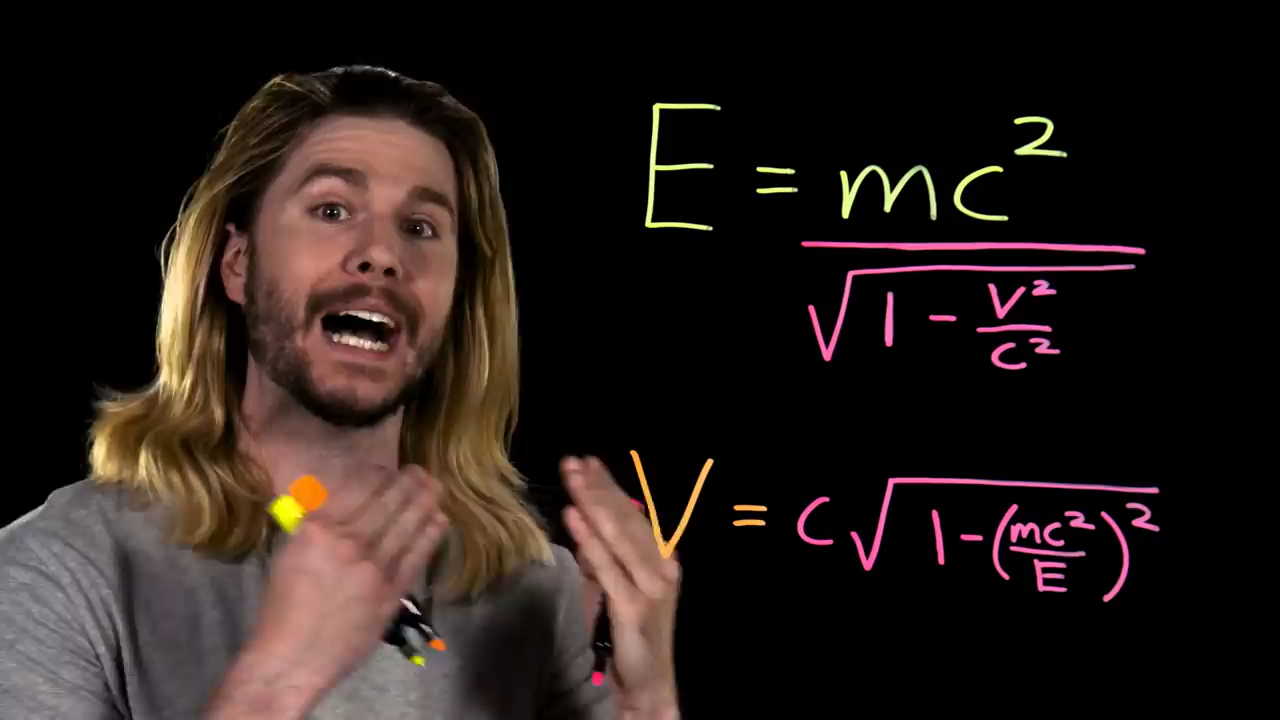 E = mc²
√1 - V²/C²
V = C√1-(mc²/E)²